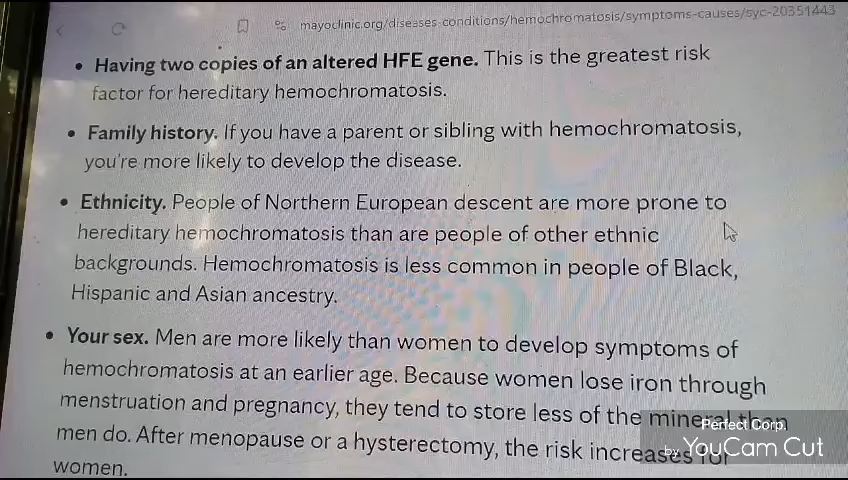 mayoclinic.org/diseases-conditions/hemochromatosis/symptoms-causes/syc-20351443
• Having two copies of an altered HFE gene. This is the greatest risk
factor for hereditary hemochromatosis.
• Family history. If you have a parent or sibling with hemochromatosis,
you're more likely to develop the disease.
• Ethnicity. People of Northern European descent are more prone to
hereditary hemochromatosis than are people of other ethnic
backgrounds. Hemochromatosis is less common in people of Black,
Hispanic and Asian ancestry.
• Your sex. Men are more likely than women to develop symptoms of
hemochromatosis at an earlier age. Because women lose iron through
menstruation and pregnancy, they tend to store less of the mineral than
men do. After menopause or a hysterectomy, the risk increases for
women.
Perfect Corp.
by YouCam Cut